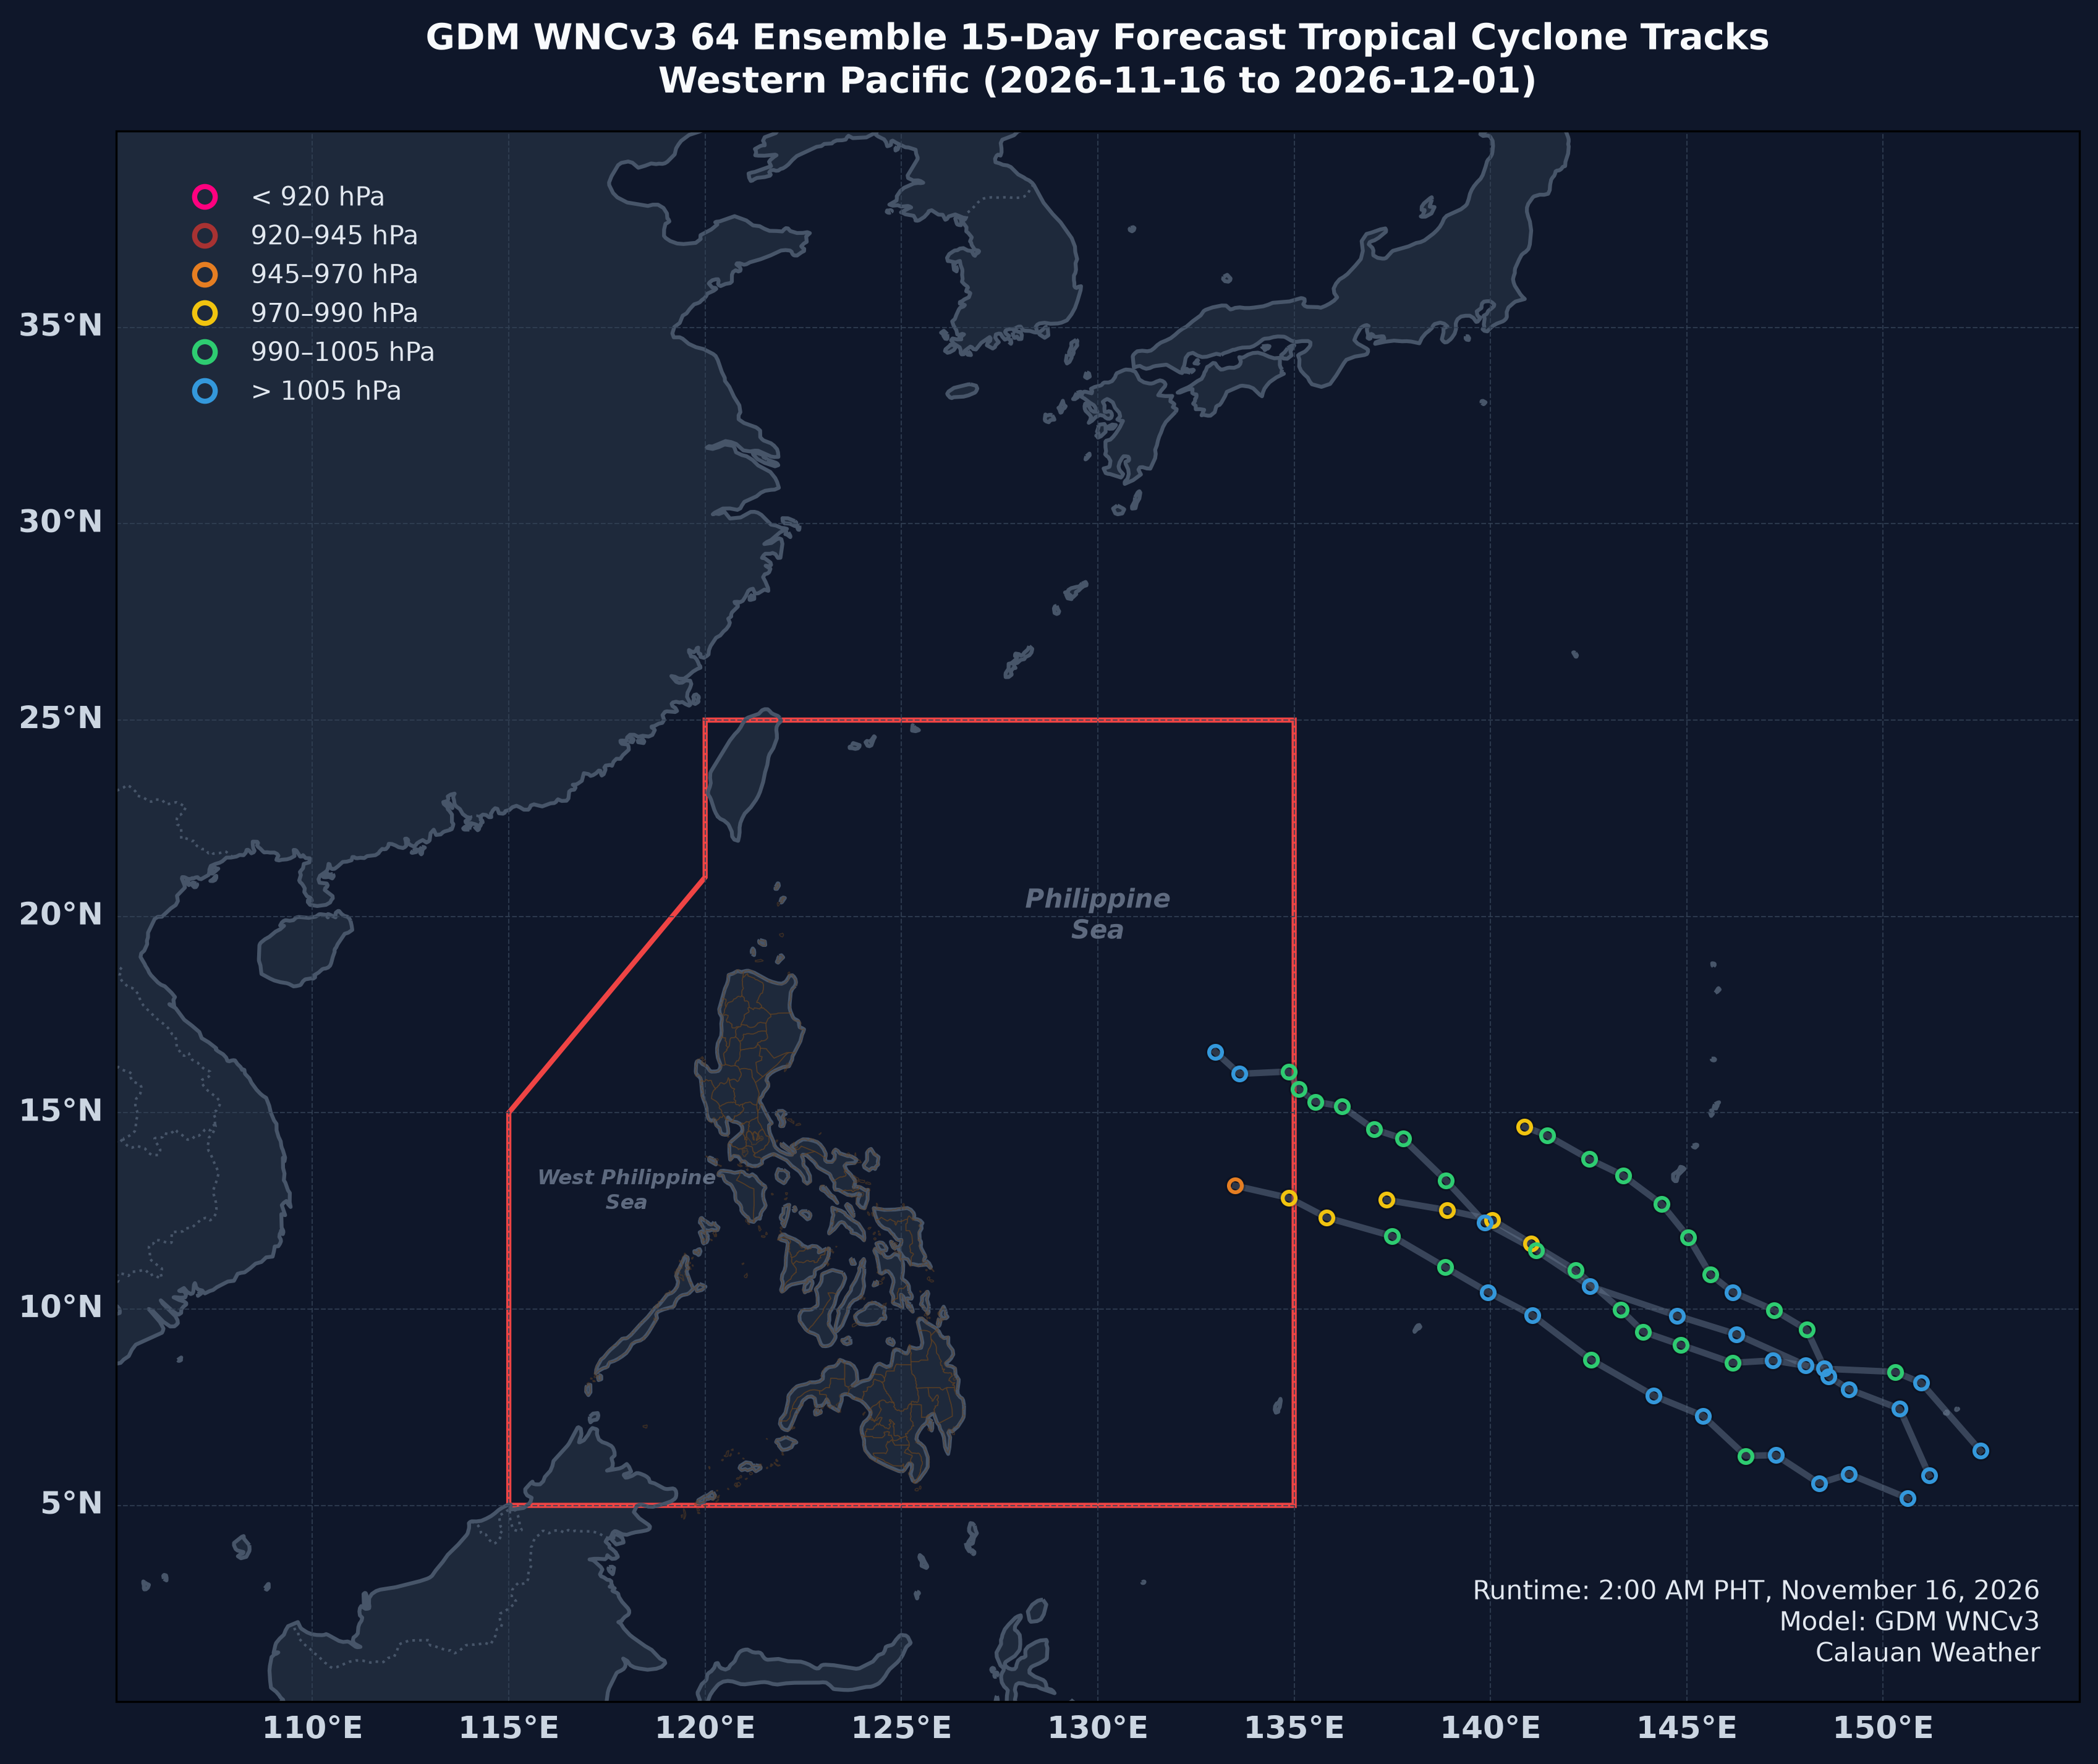 GDM WNCv3 64 Ensemble 15-Day Forecast Tropical Cyclone Tracks
Western Pacific (2026-11-16 to 2026-12-01)
< 920 hPa
920–945 hPa
945–970 hPa
970–990 hPa
990–1005 hPa
> 1005 hPa
35°N
30°N
25°N
20°N
15°N
10°N
5°N
Philippine
Sea
West Philippine
Sea
Runtime: 2:00 AM PHT, November 16, 2026
Model: GDM WNCv3
Calauan Weather
110°E
115°E
120°E
125°E
130°E
135°E
140°E
145°E
150°E